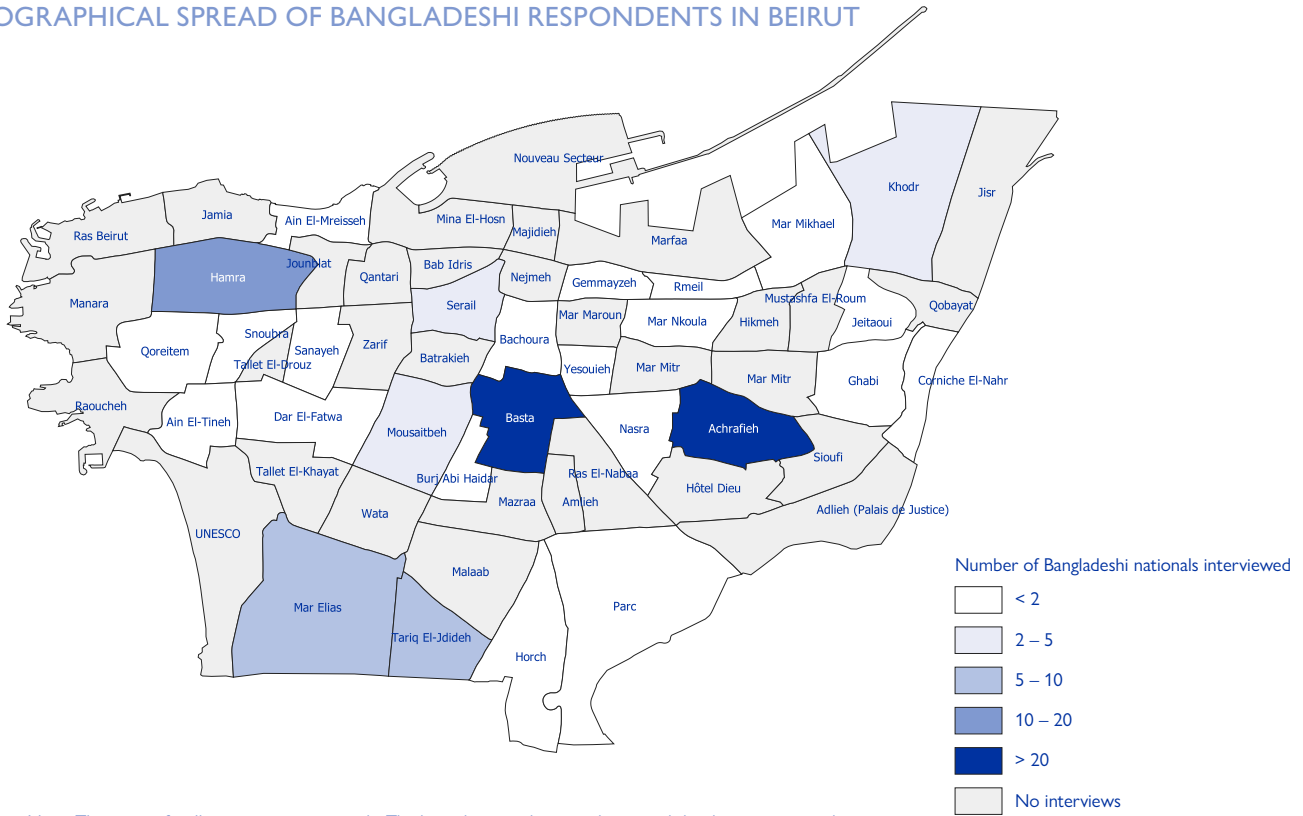 OGRAPHICAL SPREAD OF BANGLADESHI RESPONDENTS IN BEIRUT
Nouveau Secteur
Khodr
Jisr
Jamia
Ain El-Mreisseh
Mina El-Hosn
Majidieh
Mar Mikhael
Ras Beirut
Marfaa
Jounblat
Bab Idris
Hamra
Qantari
Nejmeh
Gemmayzeh
Rmeil
Mustashfa El-Roum
Manara
Serail
Qobayat
Mar Maroun
Mar Nkoula
Hikmeh
Jeitaoui
Snoubra
Bachoura
Qoreitem
Sanayeh
Zarif
Tallet El-Drouz
Batrakieh
Yesouieh
Mar Mitr
Mar Mitr
Ghabi
Corniche El-Nahr
Raoucheh
Ain El-Tineh
Dar El-Fatwa
Basta
Mousaitbeh
Nasra
Achrafieh
Sioufi
Tallet El-Khayat
Burj Abi Haidar
Ras El-Nabaa
Hôtel Dieu
Mazraa
Amlieh
Wata
Adlieh (Palais de Justice)
UNESCO
Malaab
Mar Elias
Parc
Tariq El-Jdideh
Horch
Number of Bangladeshi nationals interviewed
< 2
2 – 5
5 – 10
10 – 20
> 20
No interviews